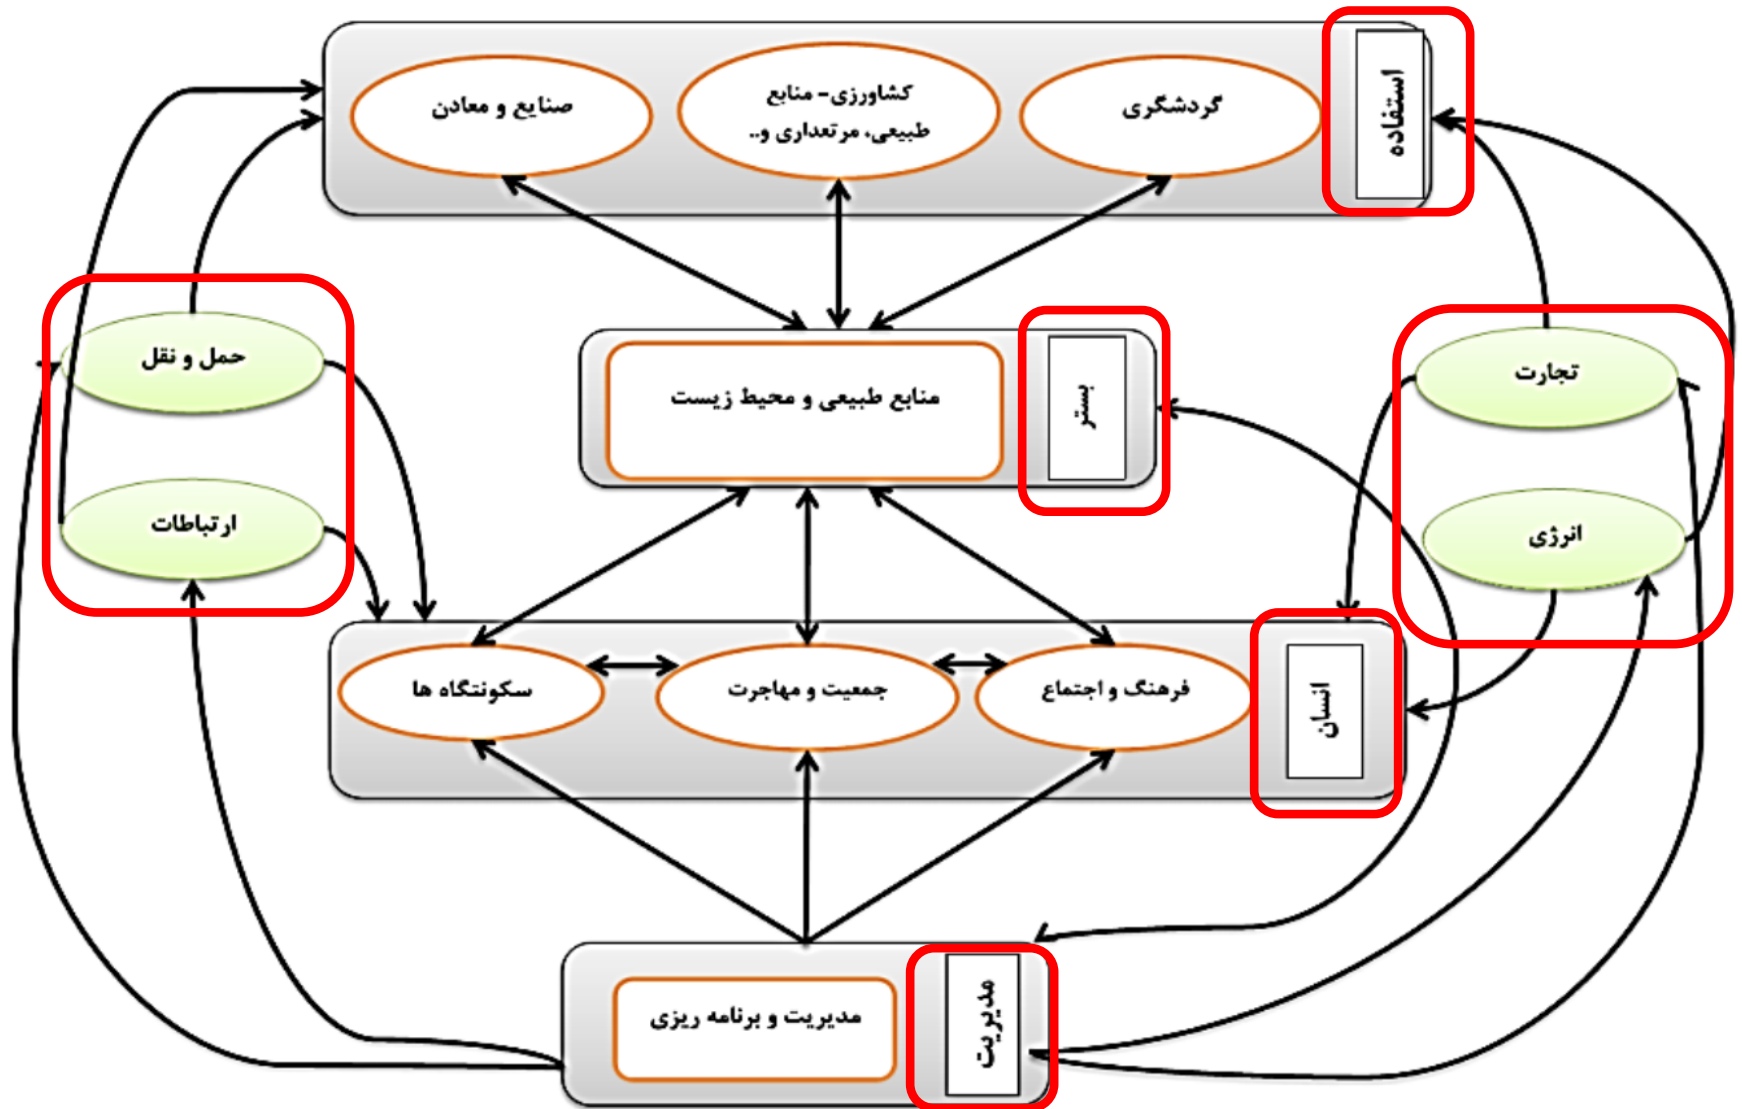 استفاده
گردشگری
کشاورزی- منابع
طبیعی، مرتعداری و..
صنایع و معادن
حمل و نقل
ارتباطات
بستر
منابع طبیعی و محیط زیست
تجارت
انرژی
انسان
فرهنگ و اجتماع
جمعیت و مهاجرت
سکونتگاه ها
مدیریت
مدیریت و برنامه ریزی